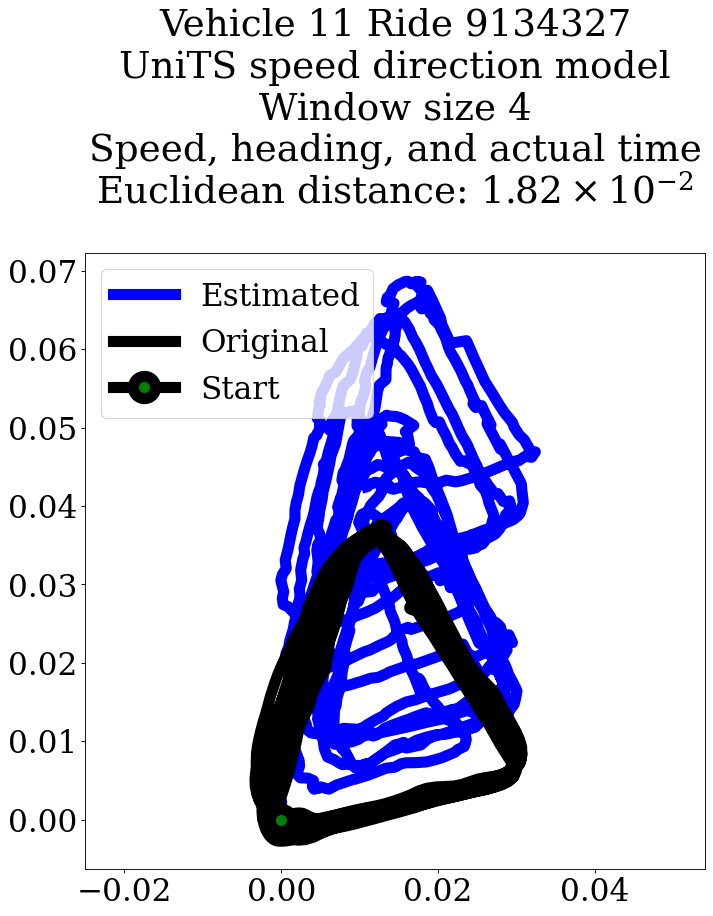 Vehicle 11 Ride 9134327
UniTS speed direction model
Window size 4
Speed, heading, and actual time
Euclidean distance: 1.82 × 10⁻²
0.07
Estimated
Original
Start
0.06
0.05
0.04
0.03
0.02
0.01
0.00
−0.02 0.00 0.02 0.04